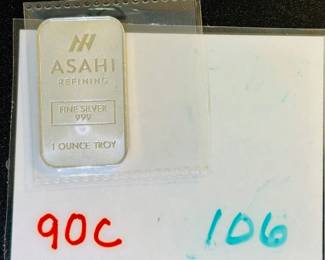 ASAHI
REFINING
FINE SILVER
999
1 OUNCE TROY
90C 106